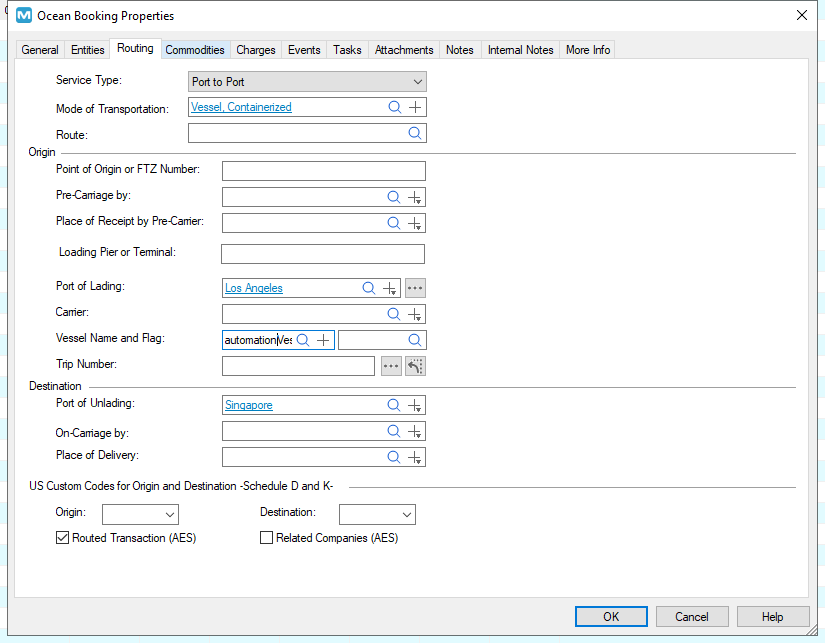 Ocean Booking Properties
General Entities Routing Commodities Charges Events Tasks Attachments Notes Internal Notes More Info
Service Type: Port to Port
Mode of Transportation: Vessel, Containerized
Route:
Origin
Point of Origin or FTZ Number:
Pre-Carriage by:
Place of Receipt by Pre-Carrier:
Loading Pier or Terminal:
Port of Lading: Los Angeles
Carrier:
Vessel Name and Flag: automationVes
Trip Number:
Destination
Port of Unlading: Singapore
On-Carriage by:
Place of Delivery:
US Custom Codes for Origin and Destination -Schedule D and K-
Origin: Destination:
Routed Transaction (AES) Related Companies (AES)
OK Cancel Help